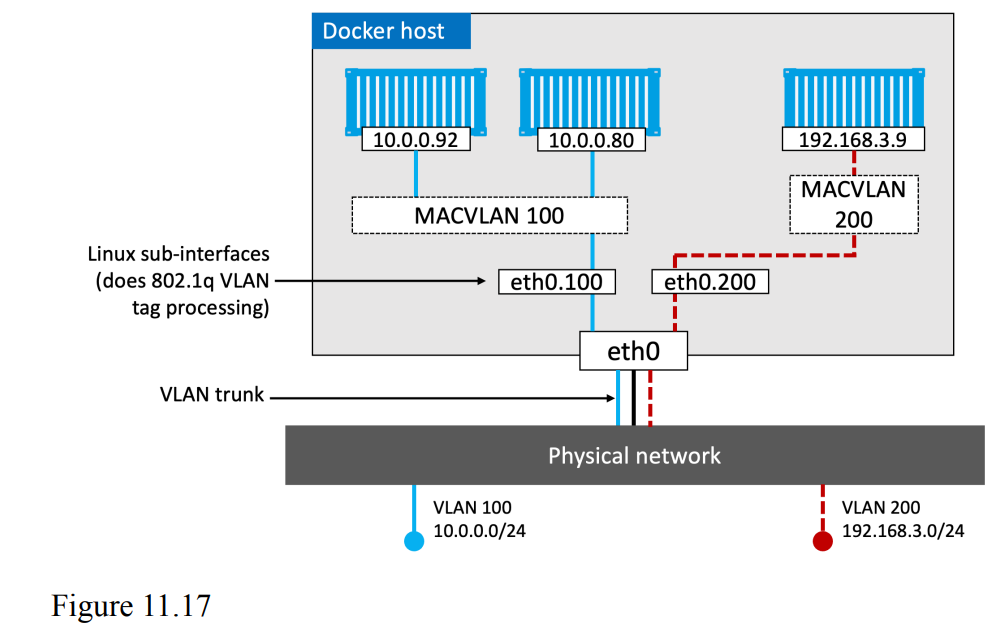 Docker host
10.0.0.92
10.0.0.80
192.168.3.9
MACVLAN 100
MACVLAN
200
Linux sub-interfaces
(does 802.1q VLAN
tag processing)
eth0.100
eth0.200
eth0
VLAN trunk
Physical network
VLAN 100
10.0.0.0/24
VLAN 200
192.168.3.0/24
Figure 11.17